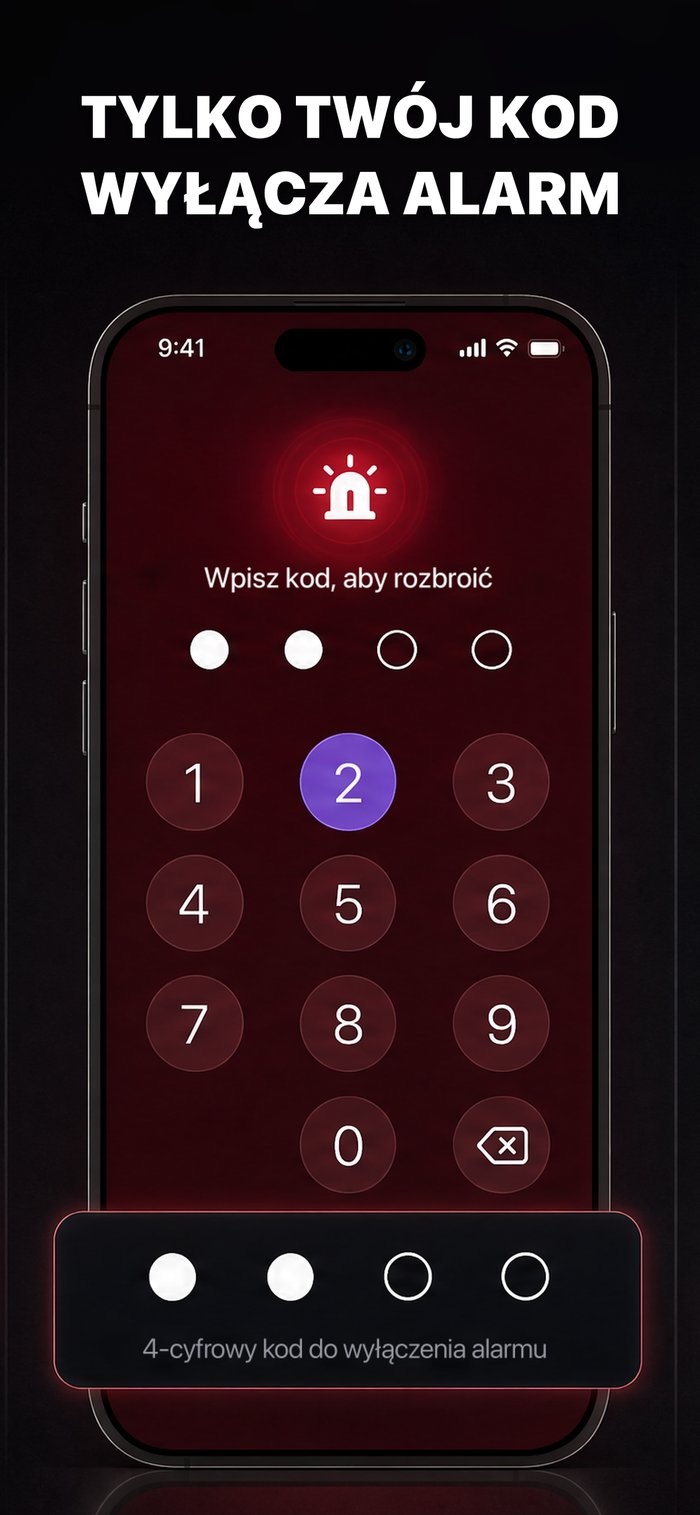 TYLKO TWÓJ KOD
WYŁĄCZA ALARM
9:41
Wpisz kod, aby rozbroić
1 2 3
4 5 6
7 8 9
0
4-cyfrowy kod do wyłączenia alarmu